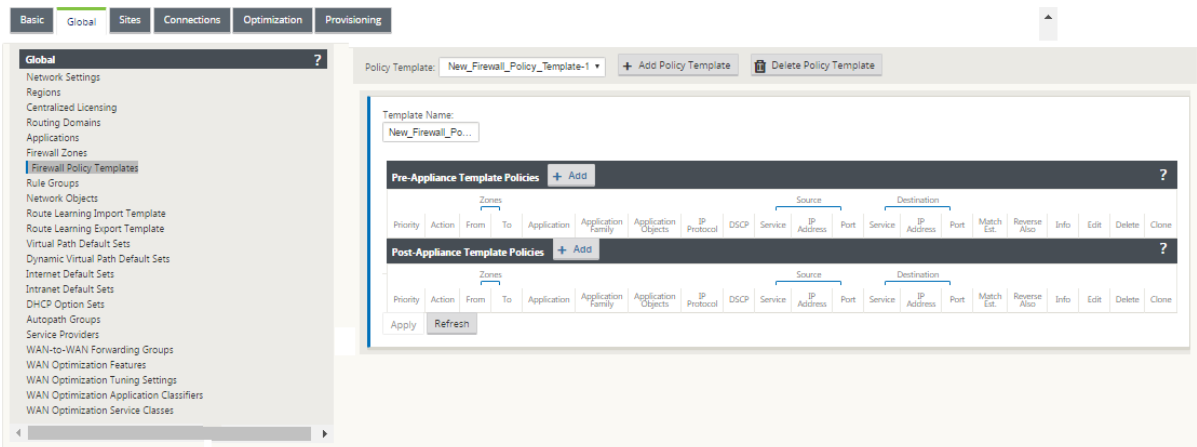 Basic Global Sites Connections Optimization Provisioning
Global ?
Network Settings
Regions
Centralized Licensing
Routing Domains
Applications
Firewall Zones
Firewall Policy Templates
Rule Groups
Network Objects
Route Learning Import Template
Route Learning Export Template
Virtual Path Default Sets
Dynamic Virtual Path Default Sets
Internet Default Sets
Intranet Default Sets
DHCP Option Sets
Autopath Groups
Service Providers
WAN-to-WAN Forwarding Groups
WAN Optimization Features
WAN Optimization Tuning Settings
WAN Optimization Application Classifiers
WAN Optimization Service Classes
Policy Template: New_Firewall_Policy_Template-1 + Add Policy Template Delete Policy Template
Template Name:
New_Firewall_Po...
Pre-Appliance Template Policies + Add ?
Zones Source Destination
Priority Action From To Application Application Family Application Objects IP Protocol DSCP Service IP Address Port Service IP Address Port Match Est. Reverse Also Info Edit Delete Clone
Post-Appliance Template Policies + Add ?
Zones Source Destination
Priority Action From To Application Application Family Application Objects IP Protocol DSCP Service IP Address Port Service IP Address Port Match Est. Reverse Also Info Edit Delete Clone
Apply Refresh